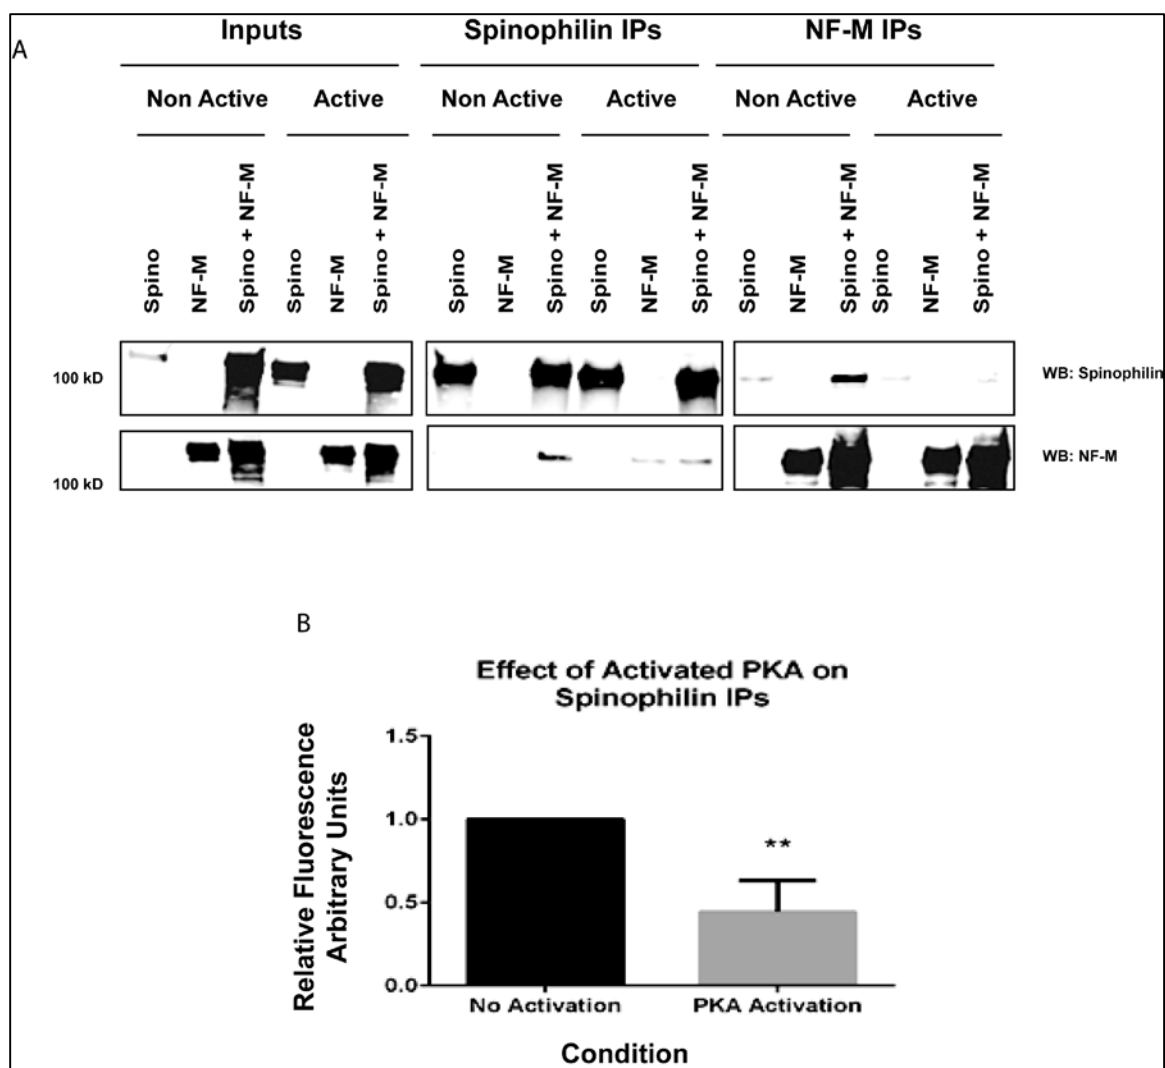 A
Inputs Spinophilin IPs NF-M IPs
Non Active Active Non Active Active Non Active Active
Spino NF-M Spino + NF-M Spino NF-M Spino + NF-M Spino NF-M Spino + NF-M Spino NF-M Spino + NF-M Spino NF-M Spino + NF-M Spino NF-M Spino + NF-M
100 kD WB: Spinophilin
WB: NF-M
100 kD
B
Effect of Activated PKA on
Spinophilin IPs
Relative Fluorescence
Arbitrary Units
1.5
1.0
**
0.5
0.0
No Activation PKA Activation
Condition